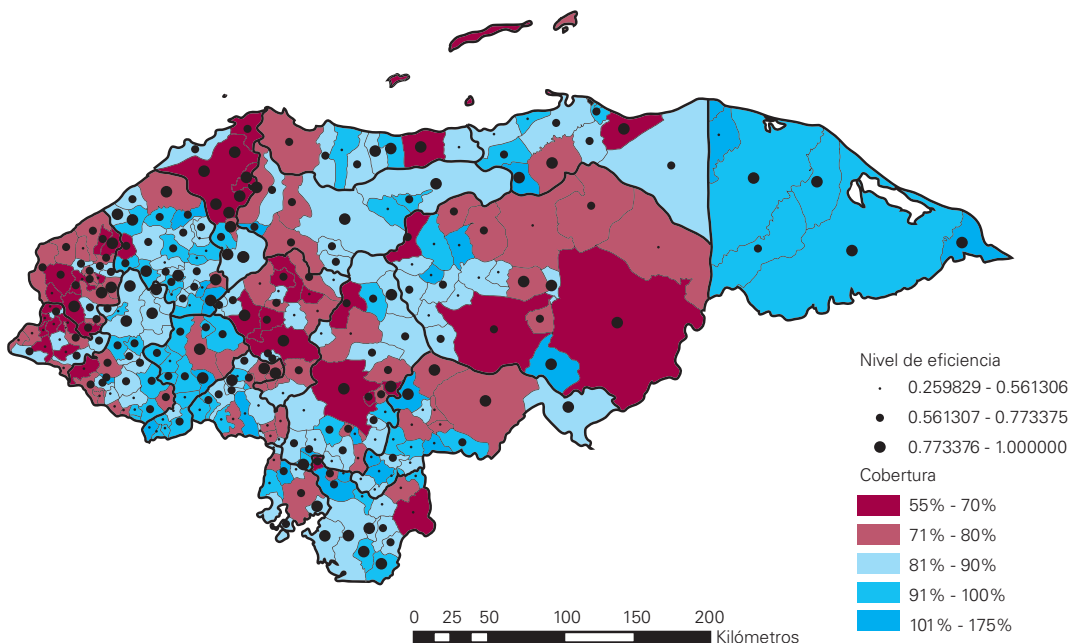 Nivel de eficiencia
0.259829 - 0.561306
0.561307 - 0.773375
0.773376 - 1.000000
Cobertura
55% - 70%
71% - 80%
81% - 90%
91% - 100%
101% - 175%
0 25 50 100 150 200
Kilómetros